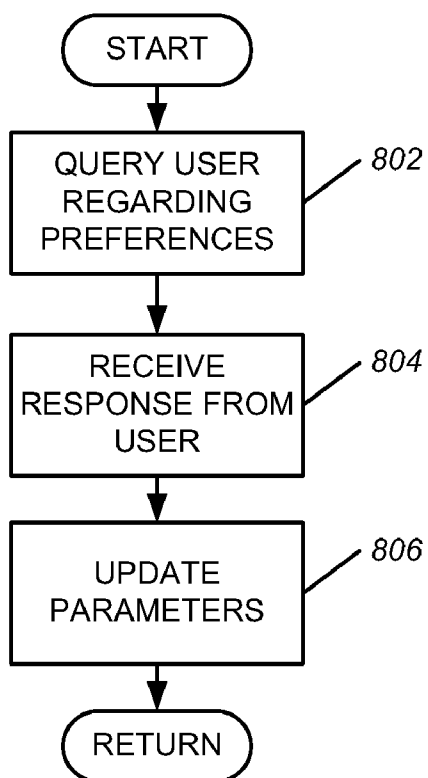 START
QUERY USER
REGARDING
PREFERENCES
802
RECEIVE
RESPONSE FROM
USER
804
UPDATE
PARAMETERS
806
RETURN